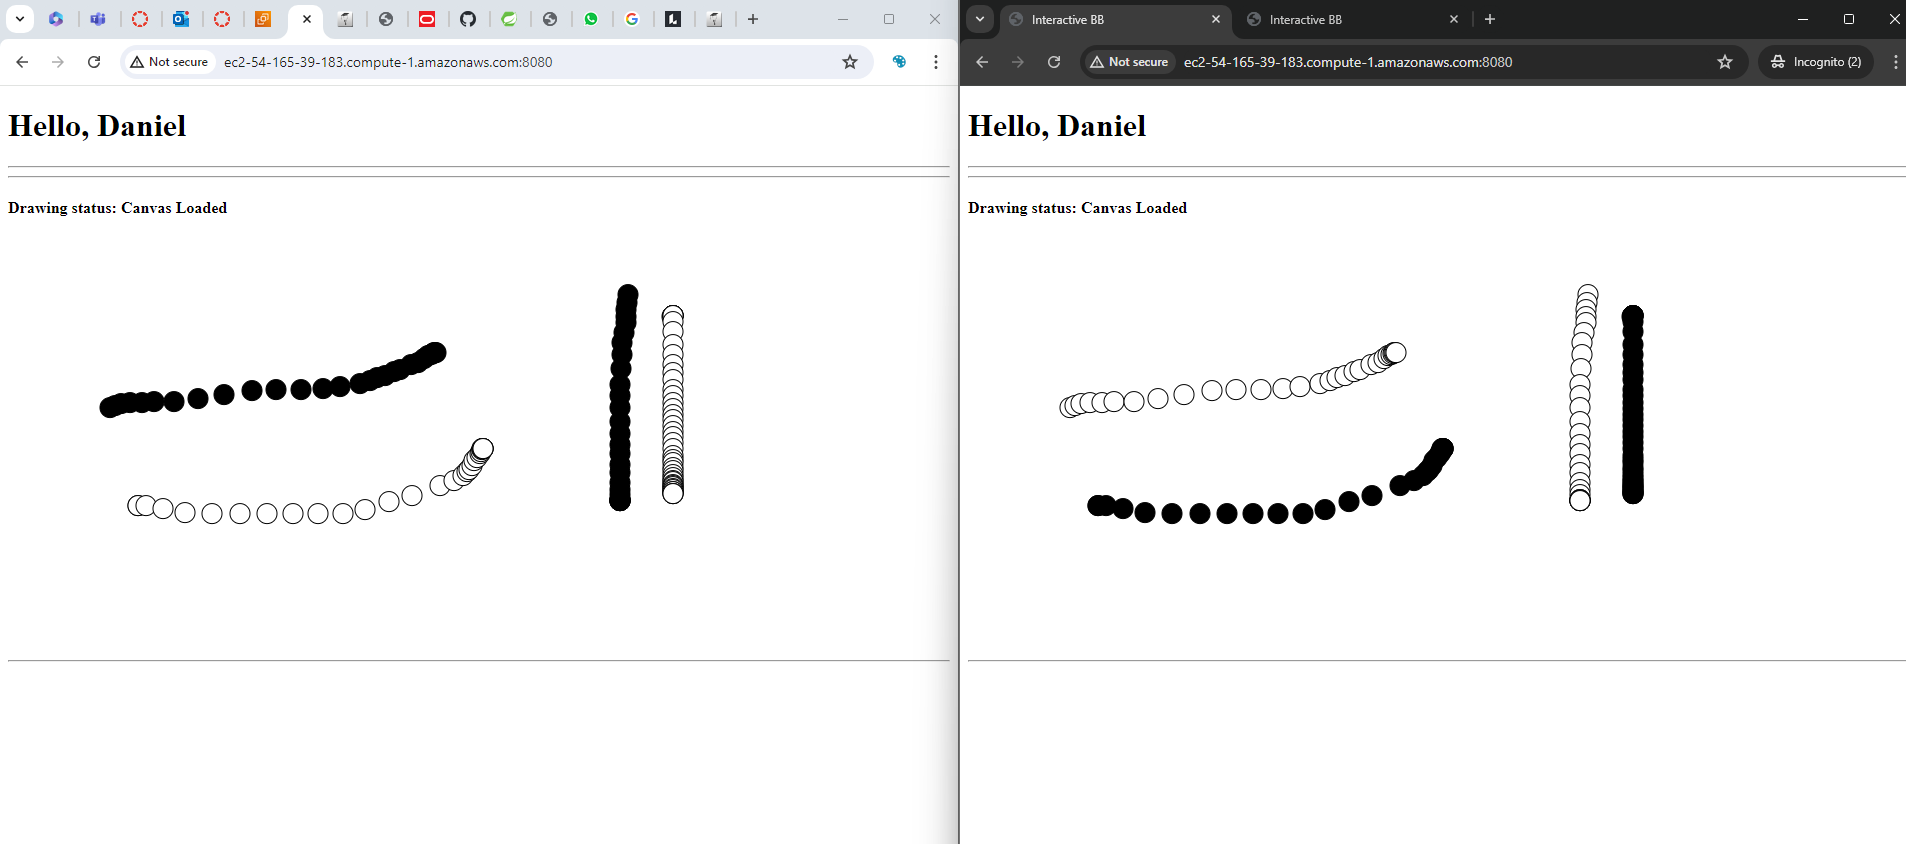 Not secure
ec2-54-165-39-183.compute-1.amazonaws.com:8080
Hello, Daniel
Drawing status: Canvas Loaded
Interactive BB
Interactive BB
Not secure
ec2-54-165-39-183.compute-1.amazonaws.com:8080
Incognito (2)
Hello, Daniel
Drawing status: Canvas Loaded